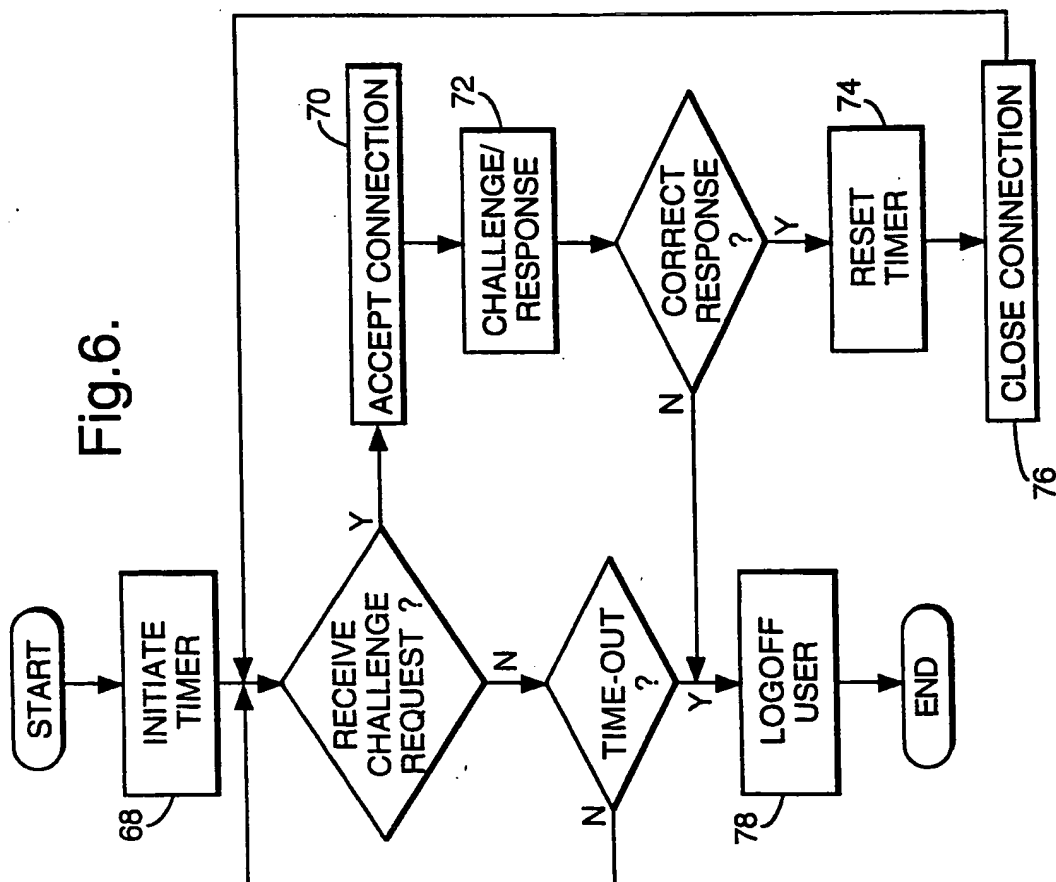 Fig.6.
START
INITIATE
TIMER
68
RECEIVE
CHALLENGE
REQUEST ?
Y
N
TIME-OUT
?
N
Y
LOGOFF
USER
78
END
70
ACCEPT CONNECTION
72
CHALLENGE/
RESPONSE
CORRECT
RESPONSE
?
N
Y
74
RESET
TIMER
CLOSE CONNECTION
76